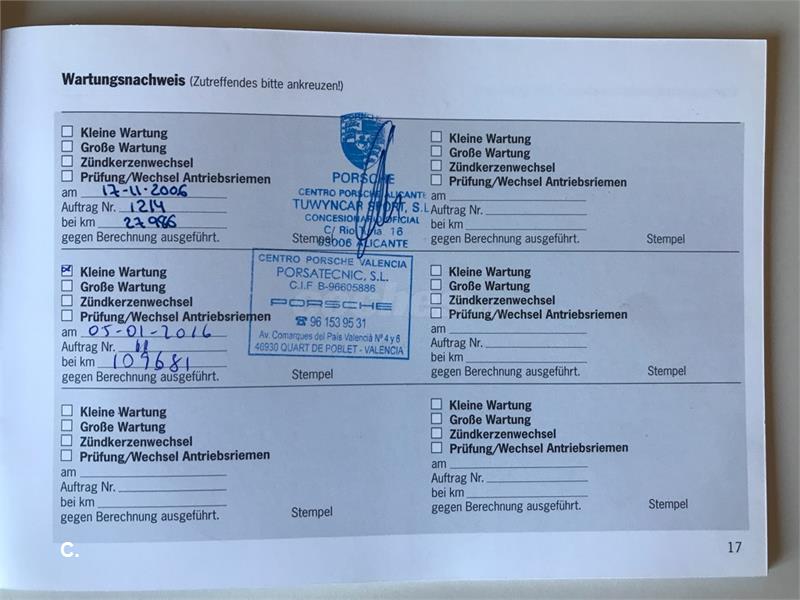 Wartungsnachweis (Zutreffendes bitte ankreuzen!)
Kleine Wartung
Große Wartung
Zündkerzenwechsel
Prüfung/Wechsel Antriebsriemen
am 17-11-2006
Auftrag Nr. 1214
bei km 27986
gegen Berechnung ausgeführt. Stempel
PORSCHE
CENTRO PORSCHE ALICANTE
TUWYNCAR SPORT, S.L.
CONCESIONARIO OFICIAL
C/ Rio Turia 16
03006 ALICANTE
Kleine Wartung
Große Wartung
Zündkerzenwechsel
Prüfung/Wechsel Antriebsriemen
am
Auftrag Nr.
bei km
gegen Berechnung ausgeführt. Stempel
Kleine Wartung
Große Wartung
Zündkerzenwechsel
Prüfung/Wechsel Antriebsriemen
am 05-01-2016
Auftrag Nr. 11
bei km 109681
gegen Berechnung ausgeführt. Stempel
CENTRO PORSCHE VALENCIA
PORSATECNIC, S.L.
C.I.F B-96605886
PORSCHE
☎ 96 153 95 31
Av. Comarques del País Valencià Nº 4 y 6
46930 QUART DE POBLET - VALENCIA
Kleine Wartung
Große Wartung
Zündkerzenwechsel
Prüfung/Wechsel Antriebsriemen
am
Auftrag Nr.
bei km
gegen Berechnung ausgeführt. Stempel
Kleine Wartung
Große Wartung
Zündkerzenwechsel
Prüfung/Wechsel Antriebsriemen
am
Auftrag Nr.
bei km
gegen Berechnung ausgeführt. Stempel
Kleine Wartung
Große Wartung
Zündkerzenwechsel
Prüfung/Wechsel Antriebsriemen
am
Auftrag Nr.
bei km
gegen Berechnung ausgeführt. Stempel
C.
17